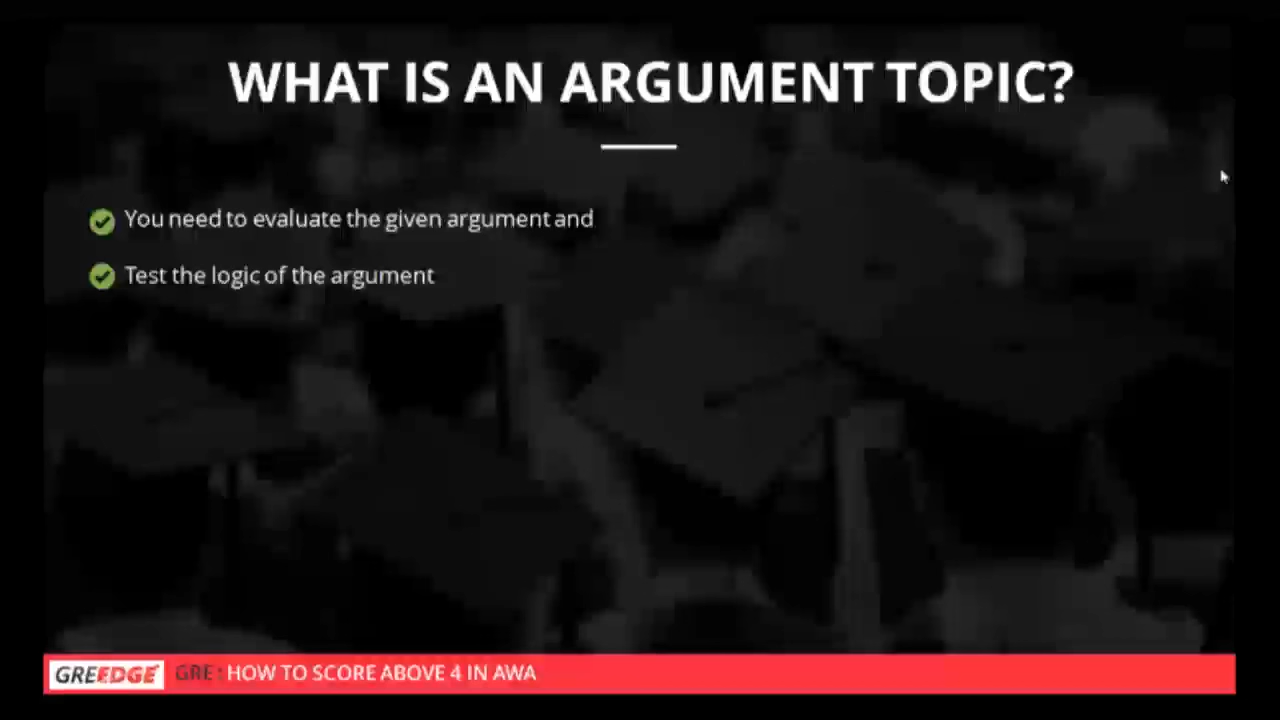 WHAT IS AN ARGUMENT TOPIC?
You need to evaluate the given argument and
Test the logic of the argument
GREEDGE GRE : HOW TO SCORE ABOVE 4 IN AWA